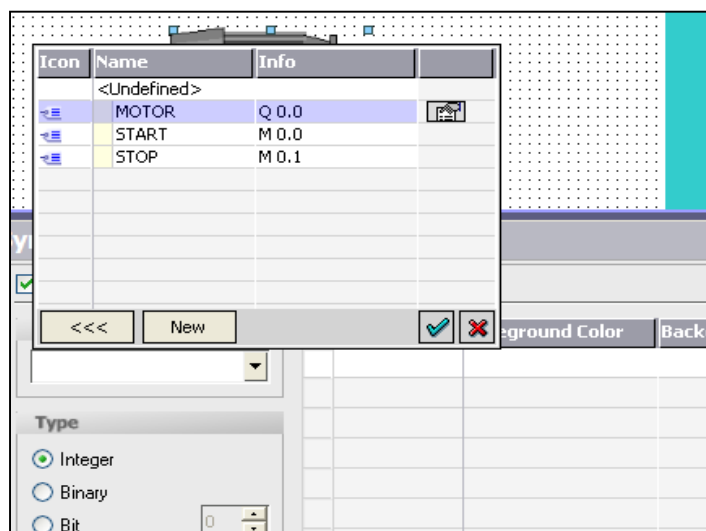 Icon Name Info
<Undefined>
MOTOR Q 0.0
START M 0.0
STOP M 0.1
<<< New
eground Color Back
Type
Integer
Binary
Bit 0